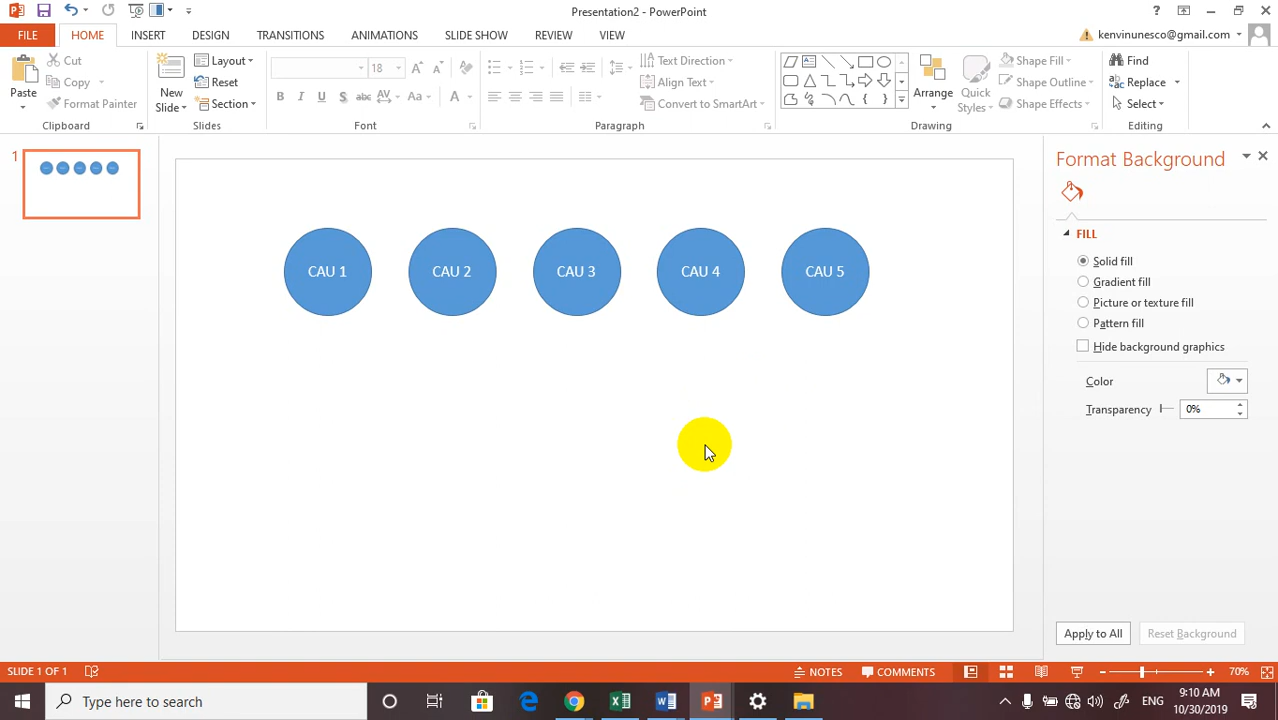 Presentation2 - PowerPoint
FILE HOME INSERT DESIGN TRANSITIONS ANIMATIONS SLIDE SHOW REVIEW VIEW kenvinunesco@gmail.com
Paste
Cut
Copy
Format Painter
Clipboard
New Slide
Layout
Reset
Section
Slides
18
B I U S abc AV Aa A
Font
Text Direction
Align Text
Convert to SmartArt
Paragraph
Arrange
Quick Styles
Shape Fill
Shape Outline
Shape Effects
Drawing
Find
Replace
Select
Editing
1
CAU 1 CAU 2 CAU 3 CAU 4 CAU 5
Format Background
FILL
Solid fill
Gradient fill
Picture or texture fill
Pattern fill
Hide background graphics
Color
Transparency 0%
Apply to All Reset Background
SLIDE 1 OF 1 NOTES COMMENTS 70%
Type here to search ENG 9:10 AM
10/30/2019